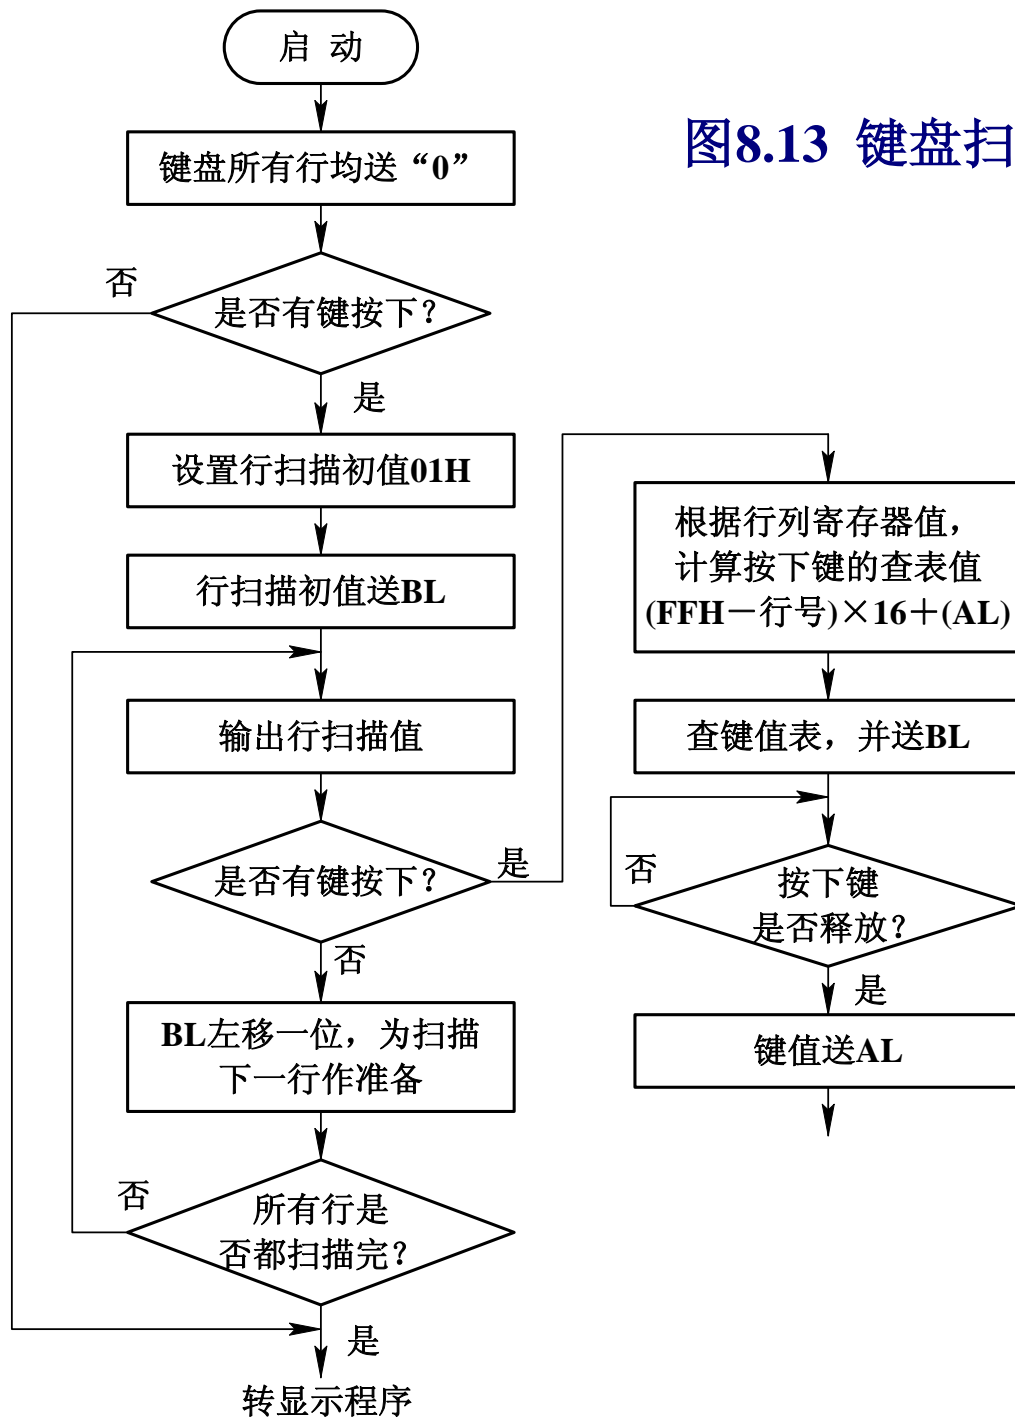 启 动
图8.13 键盘扫
键盘所有行均送“0”
否
是否有键按下？
是
设置行扫描初值01H
行扫描初值送BL
输出行扫描值
是否有键按下？
是
否
BL左移一位，为扫描
下一行作准备
否
所有行是
否都扫描完？
是
转显示程序
根据行列寄存器值，
计算按下键的查表值
(FFH－行号)×16＋(AL)
查键值表，并送BL
否
按下键
是否释放？
是
键值送AL